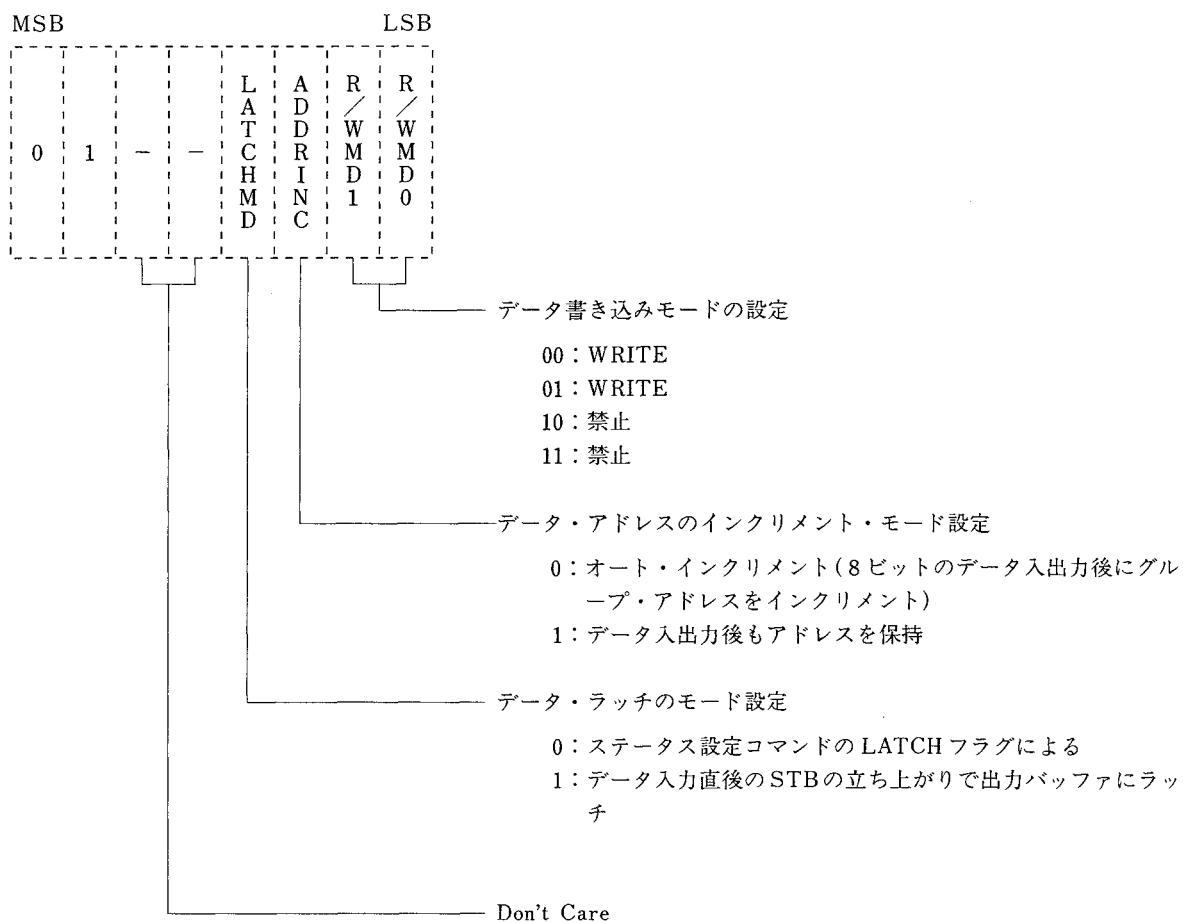 MSB LSB
0 1 - - LATCHMD ADDRINC R/WMD1 R/WMD0
データ書き込みモードの設定
00：WRITE
01：WRITE
10：禁止
11：禁止
データ・アドレスのインクリメント・モード設定
0：オート・インクリメント(8ビットのデータ入出力後にグル
ープ・アドレスをインクリメント)
1：データ入出力後もアドレスを保持
データ・ラッチのモード設定
0：ステータス設定コマンドのLATCHフラグによる
1：データ入力直後のSTBの立ち上がりで出力バッファにラッ
チ
Don't Care